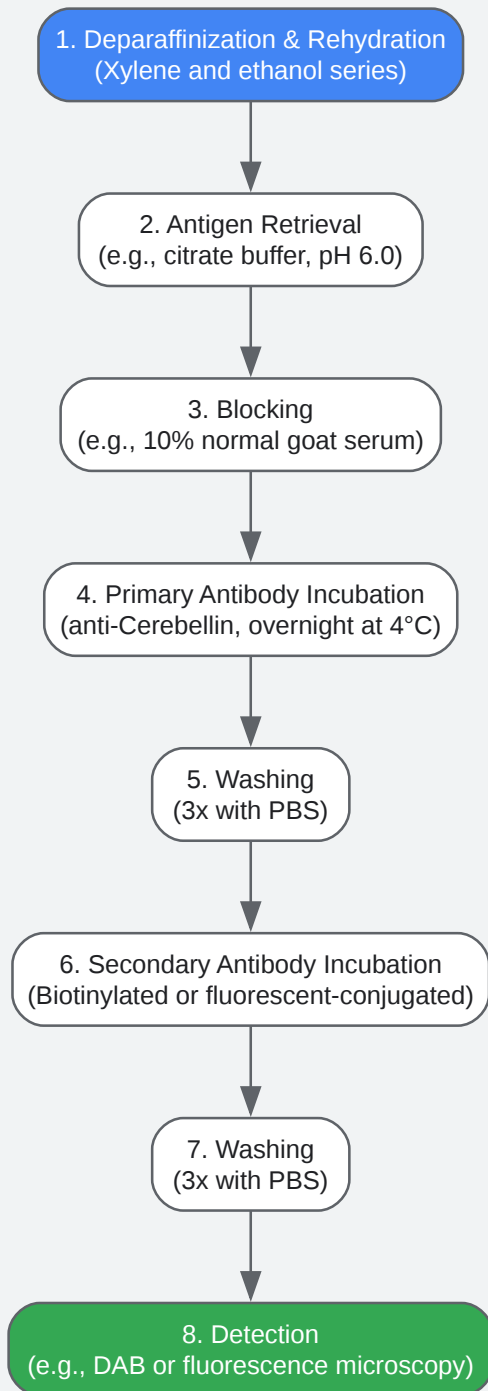 1. Deparaffinization & Rehydration
(Xylene and ethanol series)
2. Antigen Retrieval
(e.g., citrate buffer, pH 6.0)
3. Blocking
(e.g., 10% normal goat serum)
4. Primary Antibody Incubation
(anti-Cerebellin, overnight at 4°C)
5. Washing
(3x with PBS)
6. Secondary Antibody Incubation
(Biotinylated or fluorescent-conjugated)
7. Washing
(3x with PBS)
8. Detection
(e.g., DAB or fluorescence microscopy)